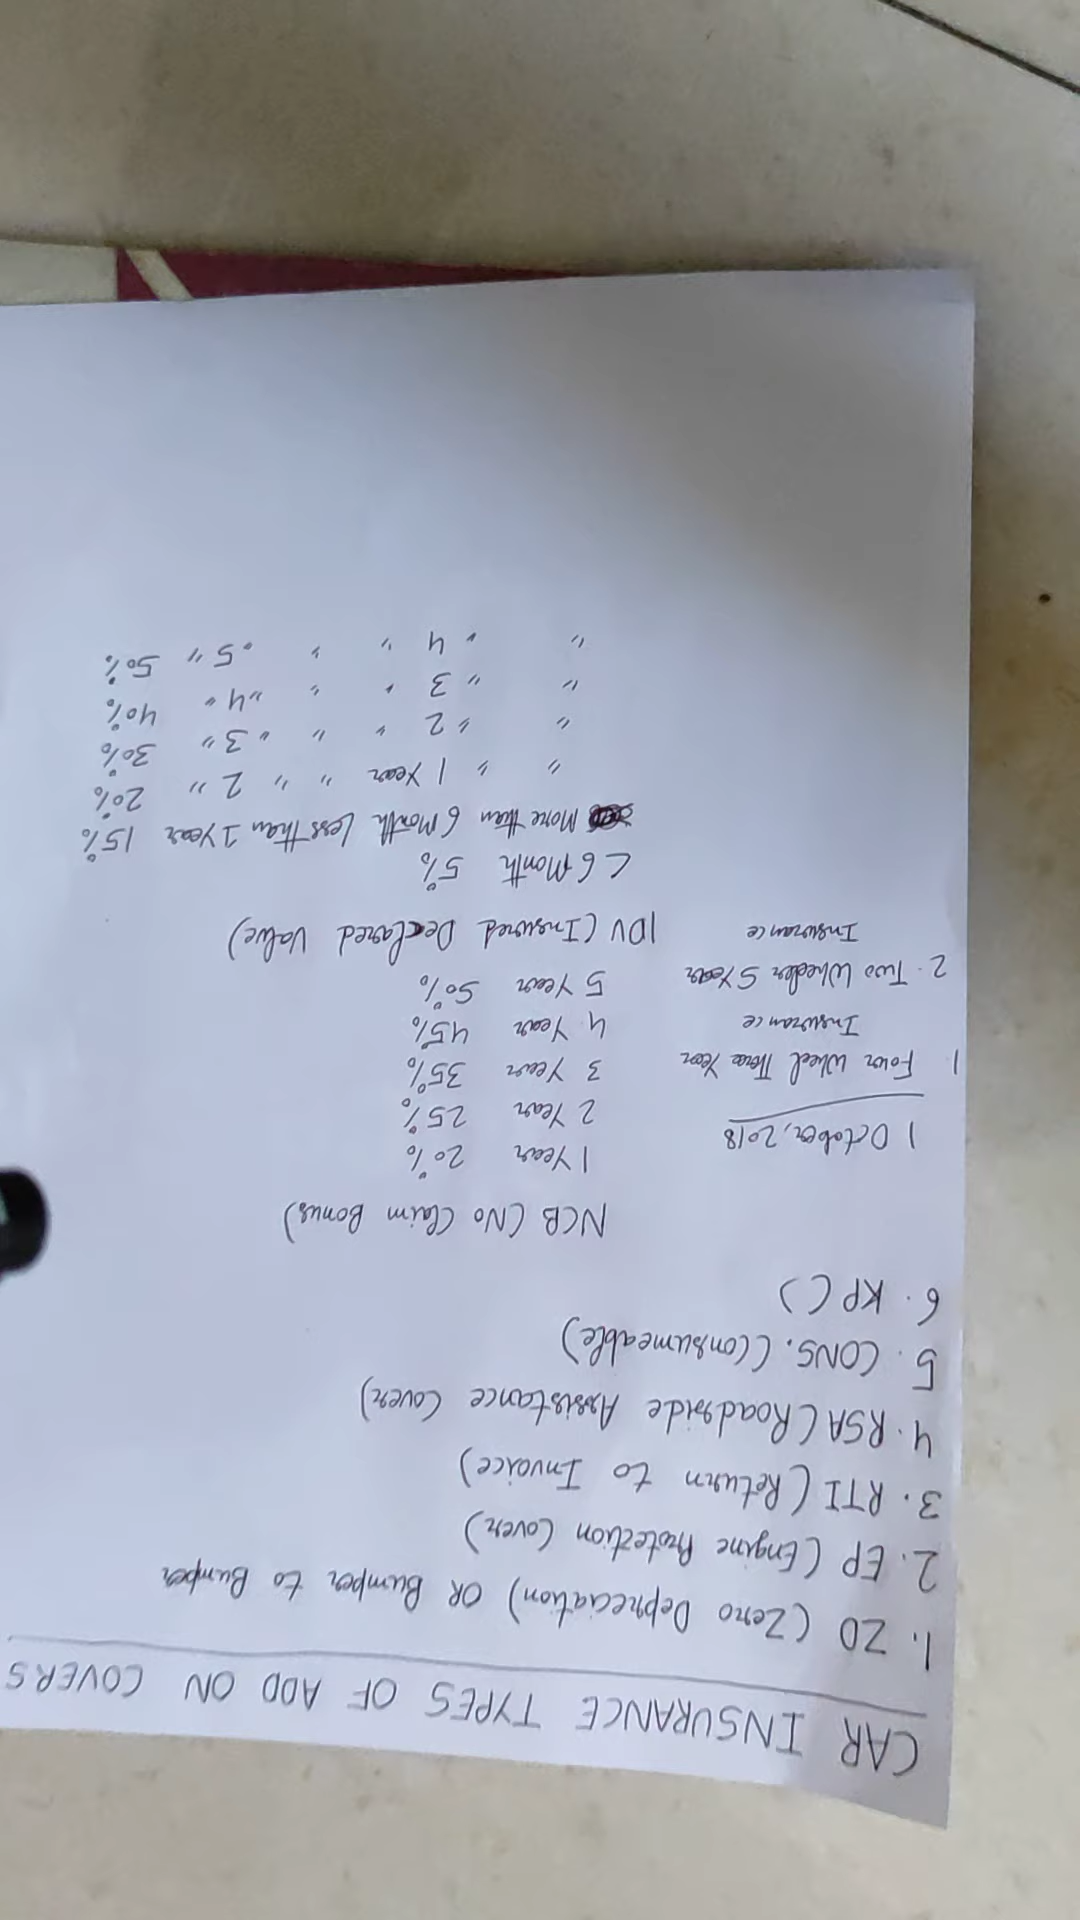 CAR INSURANCE TYPES OF ADD ON COVERS
1. ZD (Zero Depreciation) OR Bumper to Bumper
2. EP (Engine Protection Cover)
3. RTI (Return to Invoice)
4. RSA (Roadside Assistance Cover)
5. CONS. (Consumeable)
6. KP ( )
NCB (No Claim Bonus)
1 Year 20%
2 Year 25%
3 Year 35%
4 Year 45%
5 Year 50%
1 October, 2018
1 Four Wheel Three Year
Insurance
2. Two Wheeler 5 Year
Insurance
IDV (Insured Declared Value)
< 6 Month 5%
More than 6 Month Less than 1 Year 15%
" " 1 Year " " 2 " 20%
" " 2 " " " 3 " 30%
" " 3 " " " 4 " 40%
" " 4 " " " 5 " 50%